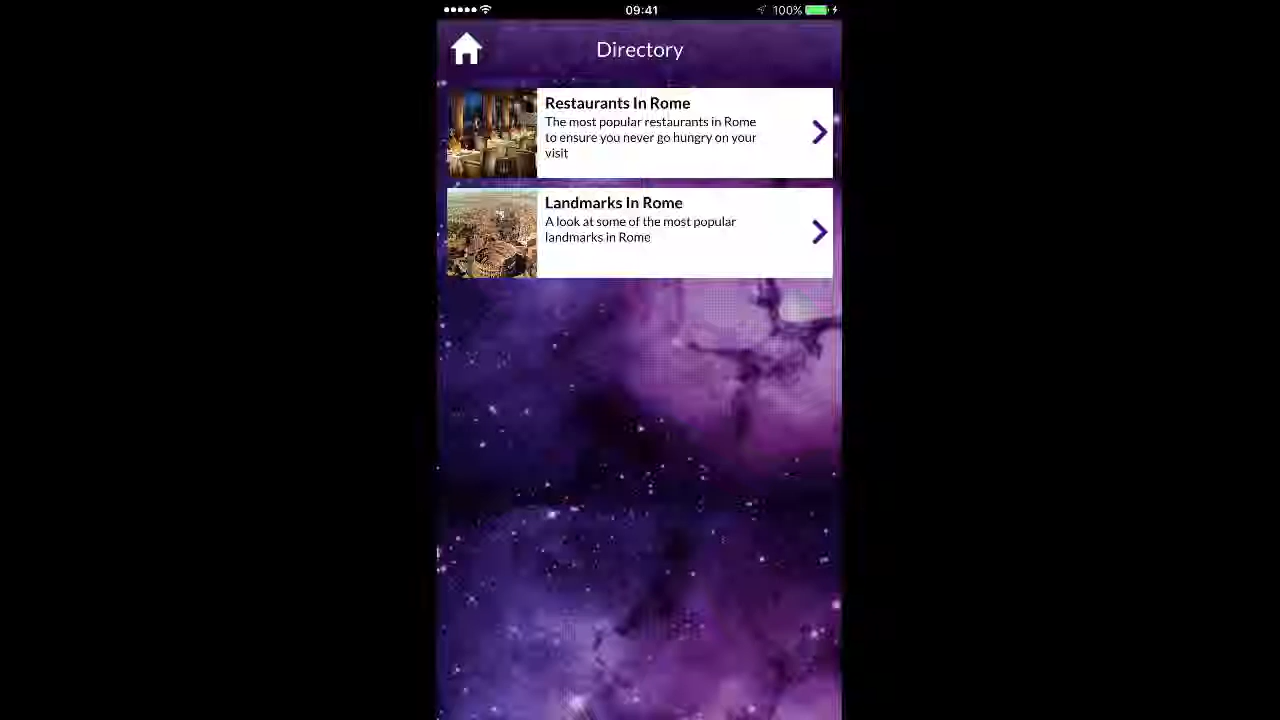 09:41
100%
Directory
Restaurants In Rome
The most popular restaurants in Rome
to ensure you never go hungry on your
visit
Landmarks In Rome
A look at some of the most popular
landmarks in Rome